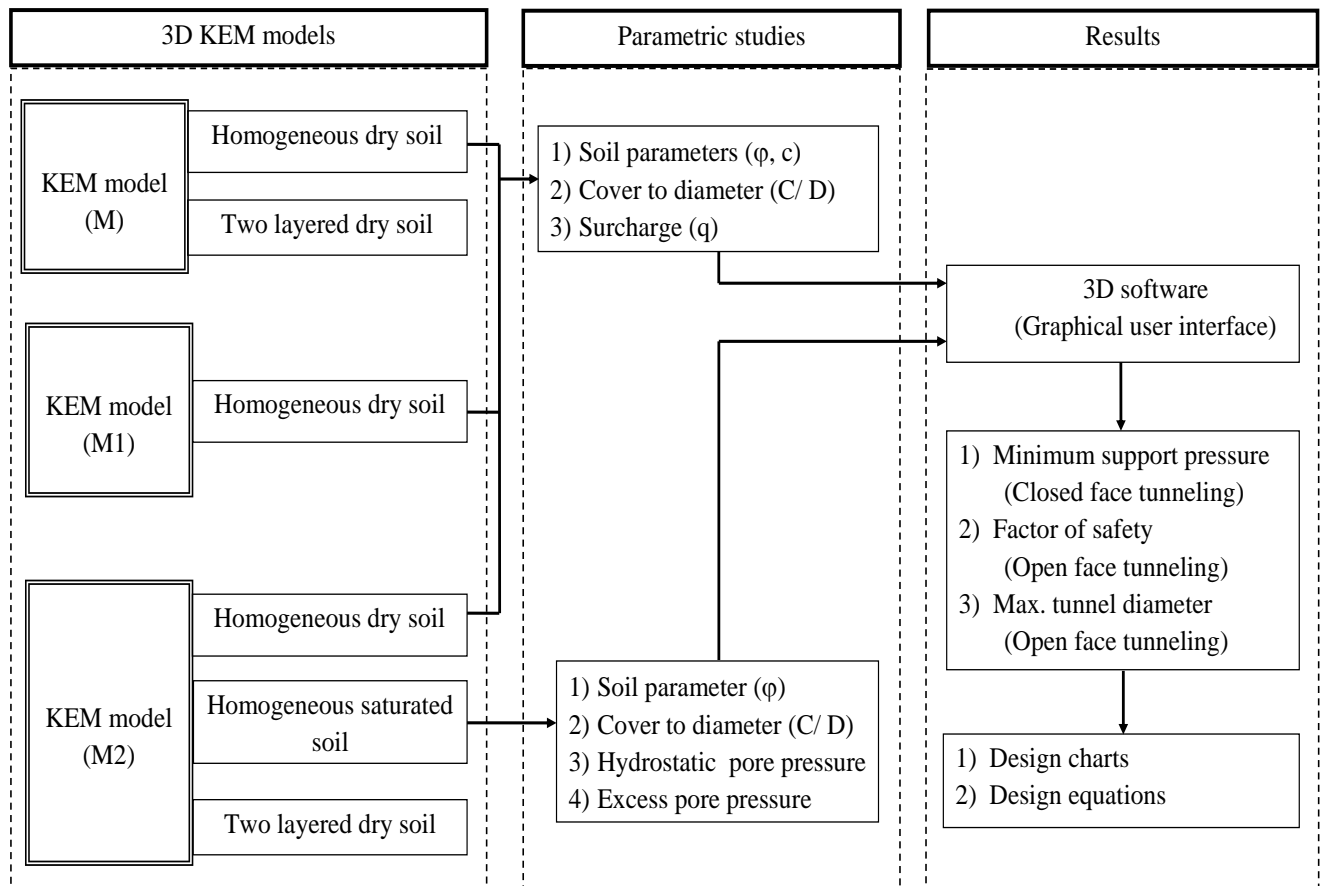 3D KEM models
Parametric studies
Results
KEM model
(M)
Homogeneous dry soil
Two layered dry soil
KEM model
(M1)
Homogeneous dry soil
KEM model
(M2)
Homogeneous dry soil
Homogeneous saturated
soil
Two layered dry soil
1) Soil parameters (φ, c)
2) Cover to diameter (C/ D)
3) Surcharge (q)
1) Soil parameter (φ)
2) Cover to diameter (C/ D)
3) Hydrostatic pore pressure
4) Excess pore pressure
3D software
(Graphical user interface)
1) Minimum support pressure
(Closed face tunneling)
2) Factor of safety
(Open face tunneling)
3) Max. tunnel diameter
(Open face tunneling)
1) Design charts
2) Design equations